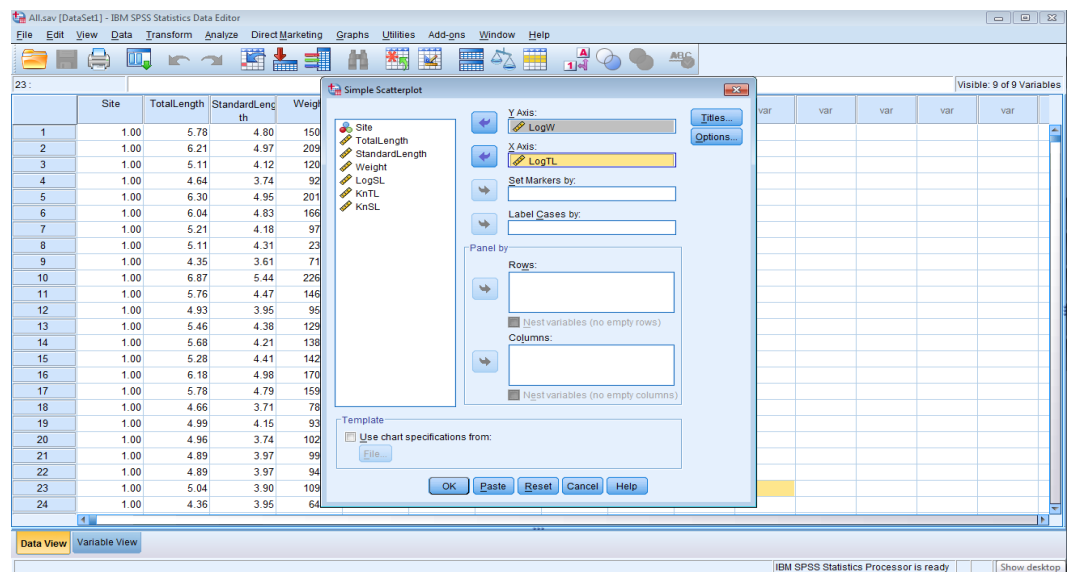 All.sav [DataSet1] - IBM SPSS Statistics Data Editor
File Edit View Data Transform Analyze Direct Marketing Graphs Utilities Add-ons Window Help
23 :
Visible: 9 of 9 Variables
Site TotalLength StandardLeng th Weigh
var var var var
1 1.00 5.78 4.80 150
2 1.00 6.21 4.97 209
3 1.00 5.11 4.12 120
4 1.00 4.64 3.74 92
5 1.00 6.30 4.95 201
6 1.00 6.04 4.83 166
7 1.00 5.21 4.18 97
8 1.00 5.11 4.31 23
9 1.00 4.35 3.61 71
10 1.00 6.87 5.44 226
11 1.00 5.76 4.47 146
12 1.00 4.93 3.95 95
13 1.00 5.46 4.38 129
14 1.00 5.68 4.21 138
15 1.00 5.28 4.41 142
16 1.00 6.18 4.98 170
17 1.00 5.78 4.79 159
18 1.00 4.66 3.71 78
19 1.00 4.99 4.15 93
20 1.00 4.96 3.74 102
21 1.00 4.89 3.97 99
22 1.00 4.89 3.97 94
23 1.00 5.04 3.90 109
24 1.00 4.36 3.95 64
Simple Scatterplot
Site
TotalLength
StandardLength
Weight
LogSL
KnTL
KnSL
Y Axis:
LogW
X Axis:
LogTL
Set Markers by:
Label Cases by:
Titles...
Options...
Panel by
Rows:
Nest variables (no empty rows)
Columns:
Nest variables (no empty columns)
Template
Use chart specifications from:
File...
OK Paste Reset Cancel Help
Data View Variable View
IBM SPSS Statistics Processor is ready
Show desktop